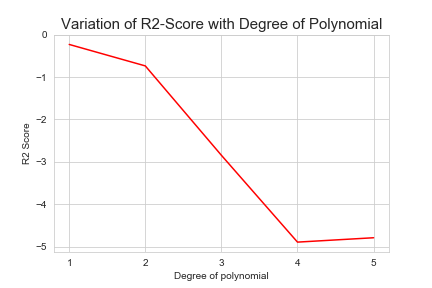 Variation of R2-Score with Degree of Polynomial
0
−1
−2
−3
−4
−5
R2 Score
1 2 3 4 5
Degree of polynomial